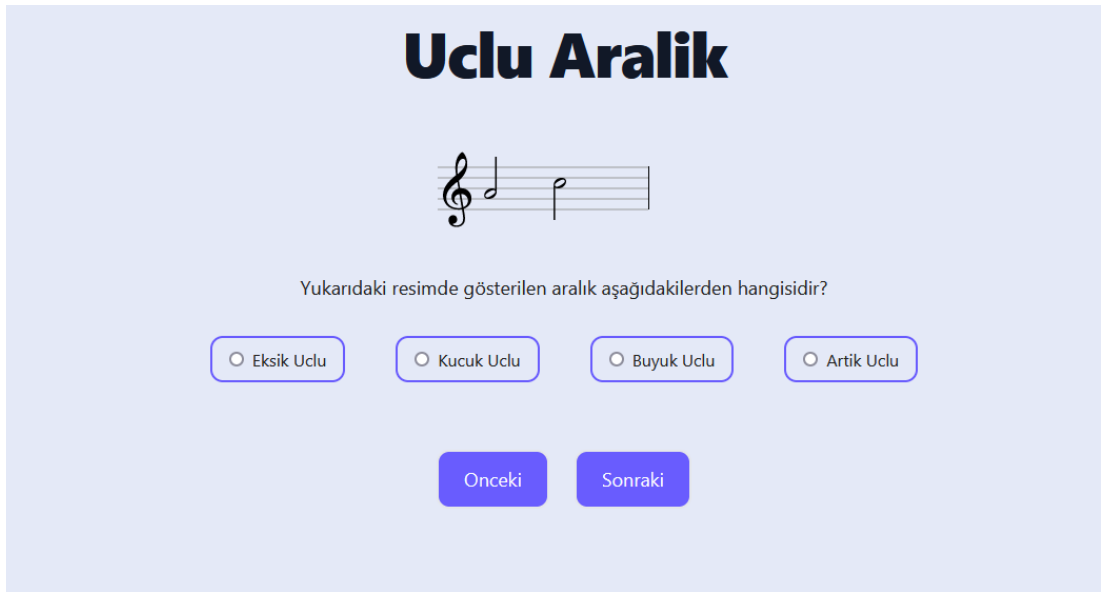 Uclu Aralik
Yukarıdaki resimde gösterilen aralık aşağıdakilerden hangisidir?
Eksik Uclu
Kucuk Uclu
Buyuk Uclu
Artik Uclu
Onceki
Sonraki